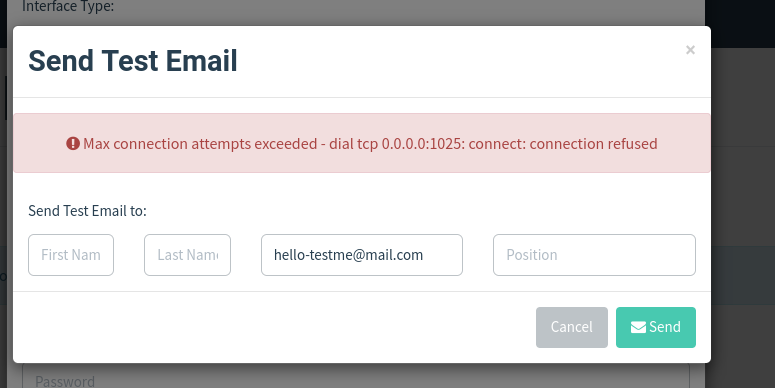 Interface Type:
Send Test Email
×
Max connection attempts exceeded - dial tcp 0.0.0.0:1025: connect: connection refused
Send Test Email to:
First Nam Last Name hello-testme@mail.com Position
Cancel Send
Password